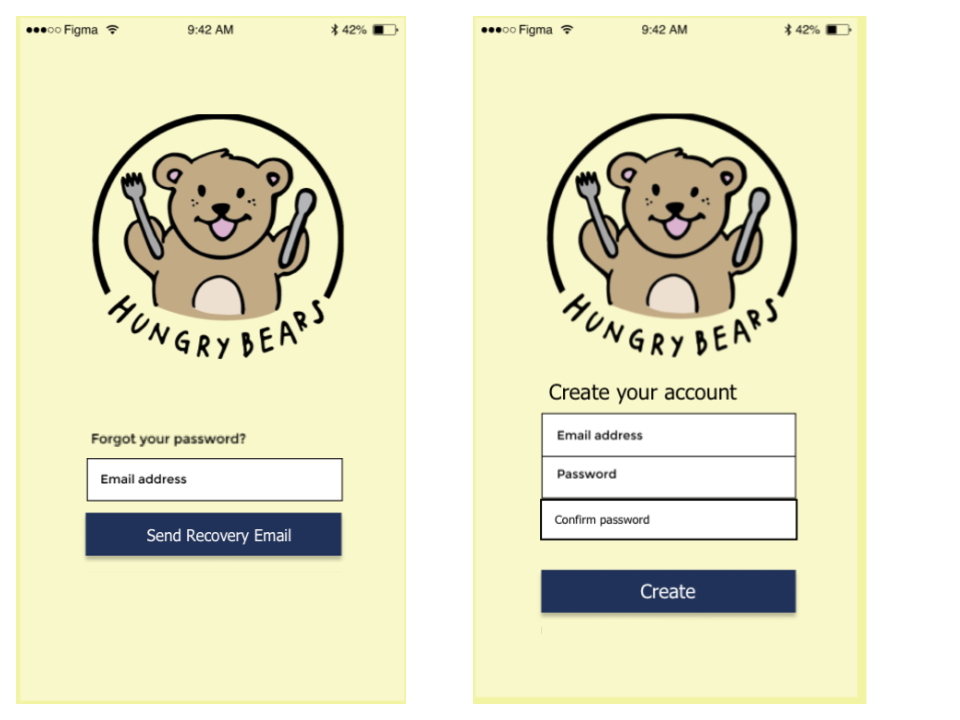 Figma 9:42 AM 42%
HUNGRY BEARS
Forgot your password?
Email address
Send Recovery Email
Figma 9:42 AM 42%
HUNGRY BEARS
Create your account
Email address
Password
Confirm password
Create